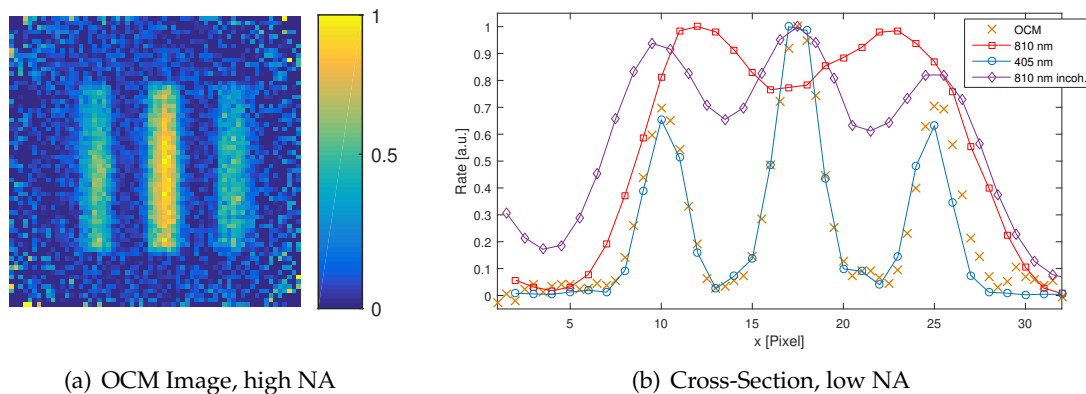 1
0.5
0
Rate [a.u.]
1
0.9
0.8
0.7
0.6
0.5
0.4
0.3
0.2
0.1
0
5 10 15 20 25 30
x [Pixel]
OCM
810 nm
405 nm
810 nm incoh.
(a) OCM Image, high NA
(b) Cross-Section, low NA